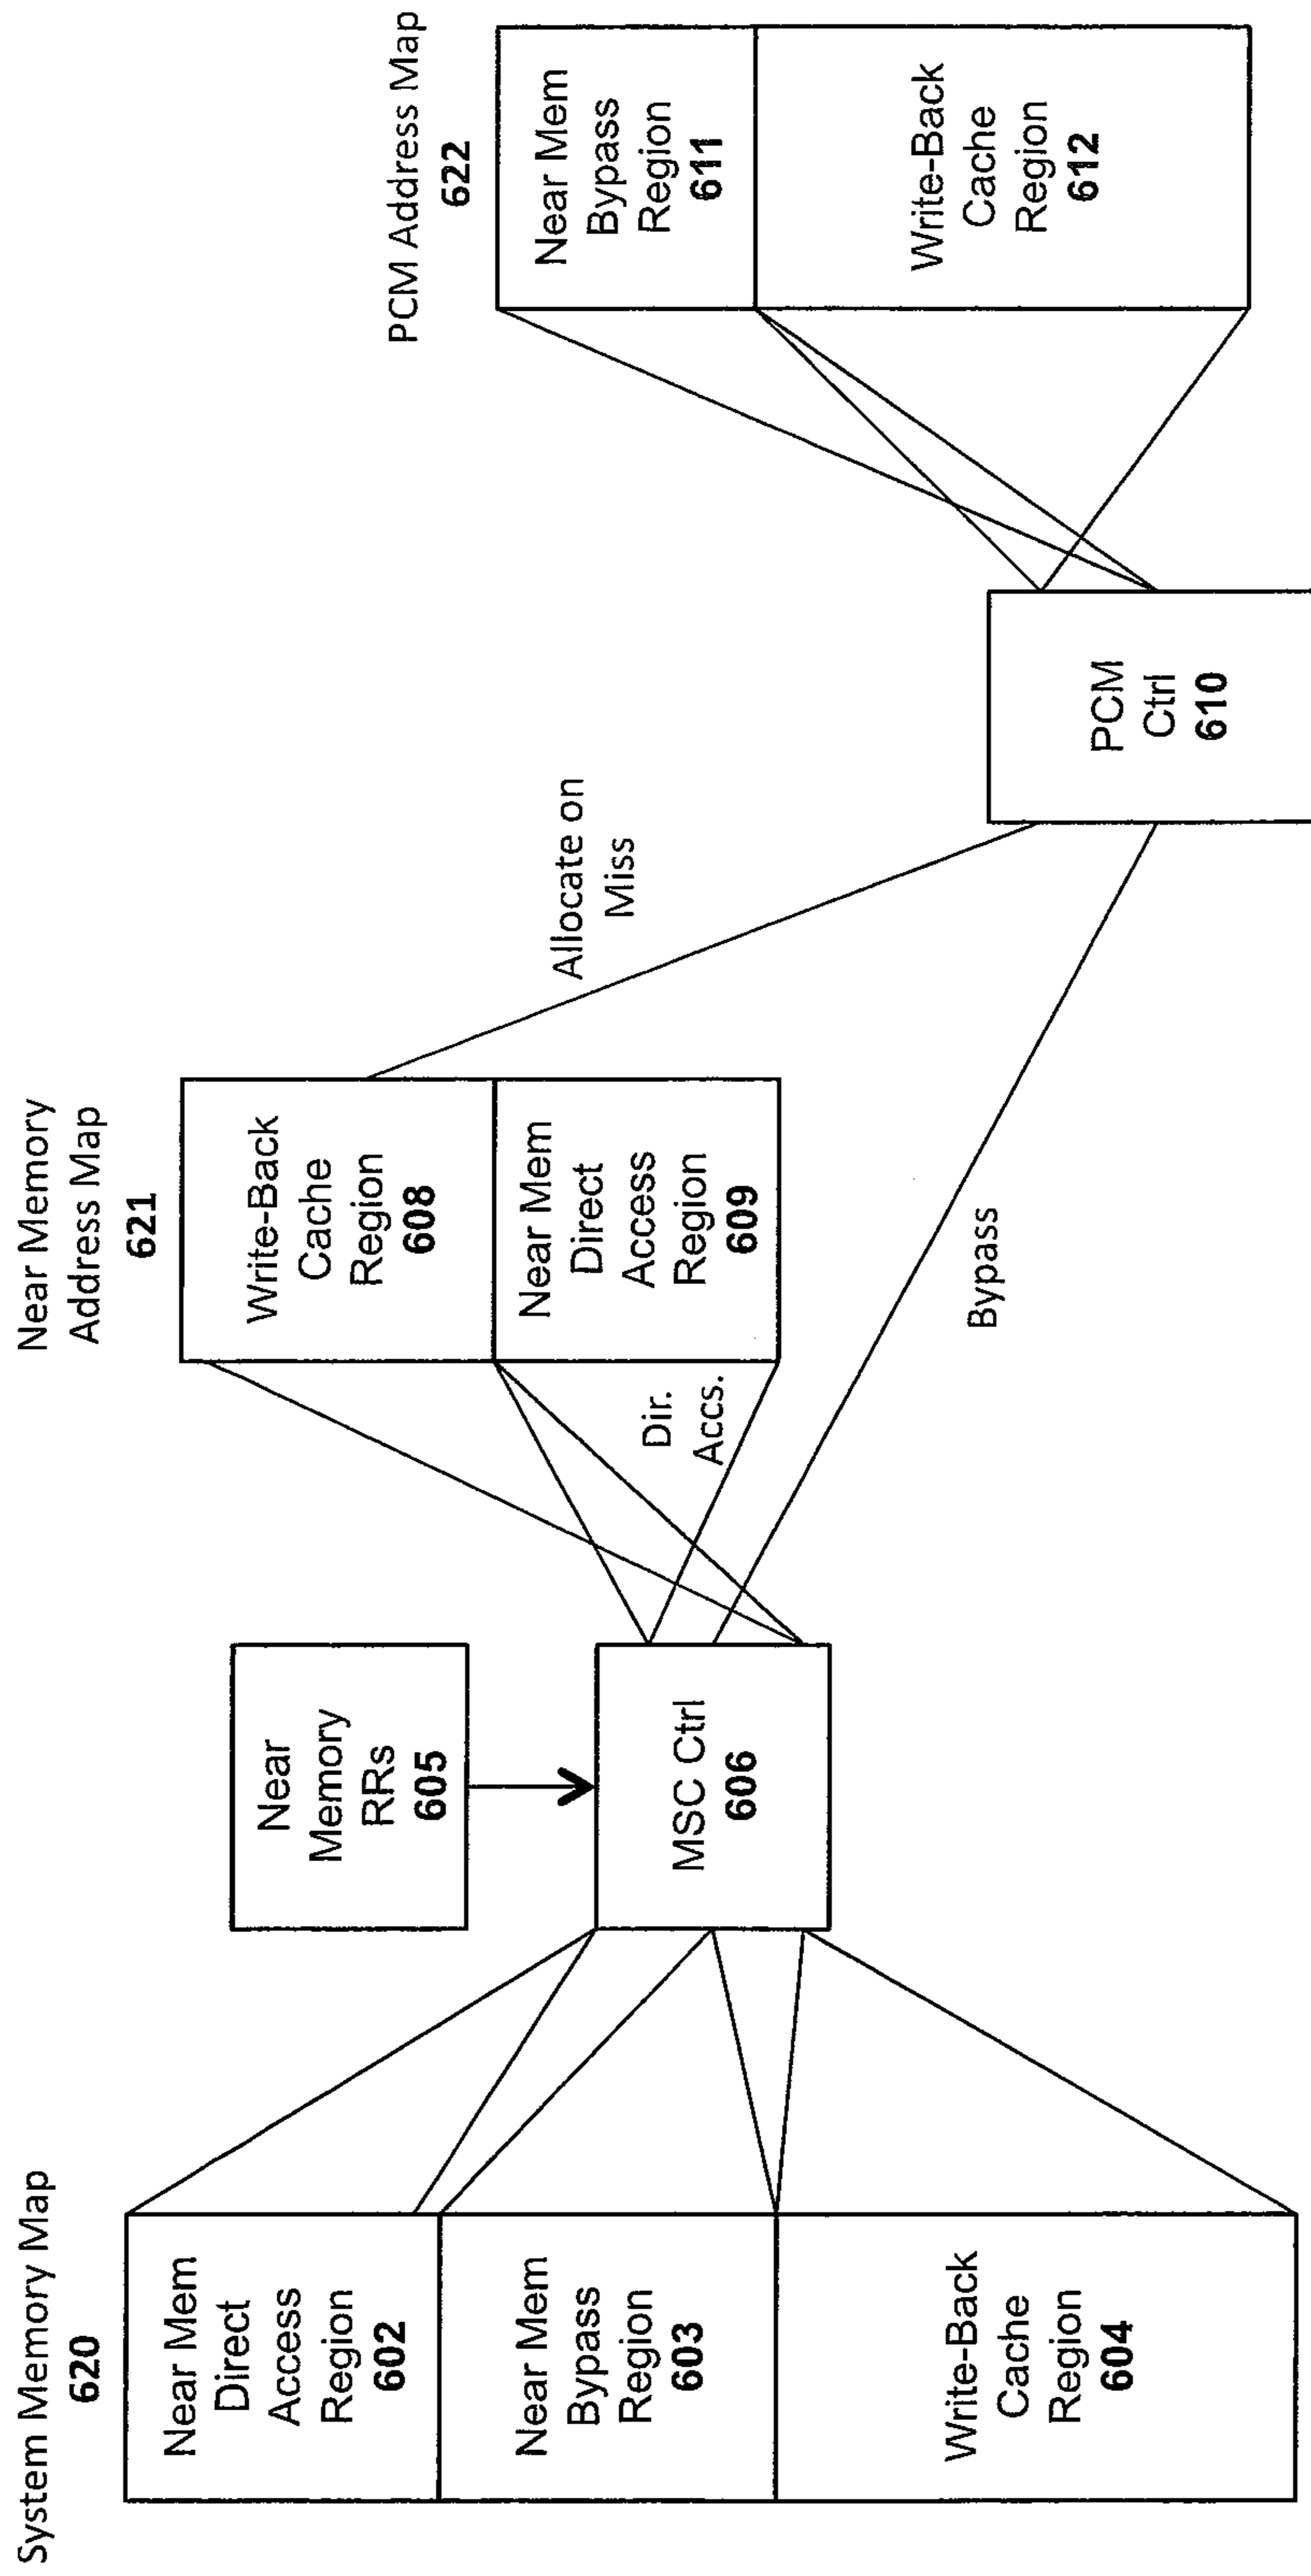 System Memory Map
620
Near Mem
Direct
Access
Region
602
Near Mem
Bypass
Region
603
Write-Back
Cache
Region
604
Near
Memory
RRs
605
MSC Ctrl
606
Near Memory
Address Map
621
Write-Back
Cache
Region
608
Near Mem
Direct
Access
Region
609
Dir.
Accs.
Allocate on
Miss
Bypass
PCM
Ctrl
610
PCM Address Map
622
Near Mem
Bypass
Region
611
Write-Back
Cache
Region
612